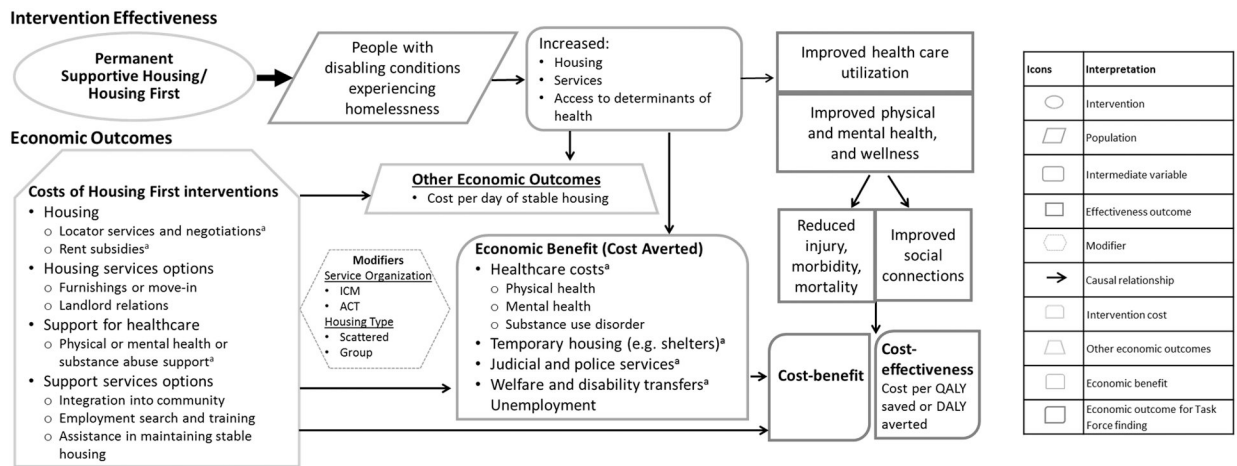 Intervention Effectiveness
Permanent
Supportive Housing/
Housing First
People with
disabling conditions
experiencing
homelessness
Increased:
• Housing
• Services
• Access to determinants of
health
Improved health care
utilization
Improved physical
and mental health,
and wellness
Reduced
injury,
morbidity,
mortality
Improved
social
connections
Economic Outcomes
Costs of Housing First interventions
• Housing
o Locator services and negotiationsᵃ
o Rent subsidiesᵃ
• Housing services options
o Furnishings or move-in
o Landlord relations
• Support for healthcare
o Physical or mental health or
substance abuse supportᵃ
• Support services options
o Integration into community
o Employment search and training
o Assistance in maintaining stable
housing
Other Economic Outcomes
• Cost per day of stable housing
Modifiers
Service Organization
• ICM
• ACT
Housing Type
• Scattered
• Group
Economic Benefit (Cost Averted)
• Healthcare costsᵃ
o Physical health
o Mental health
o Substance use disorder
• Temporary housing (e.g. shelters)ᵃ
• Judicial and police servicesᵃ
• Welfare and disability transfersᵃ
Unemployment
Cost-benefit
Cost-
effectiveness
Cost per QALY
saved or DALY
averted
Icons Interpretation
Intervention
Population
Intermediate variable
Effectiveness outcome
Modifier
Causal relationship
Intervention cost
Other economic outcomes
Economic benefit
Economic outcome for Task
Force finding